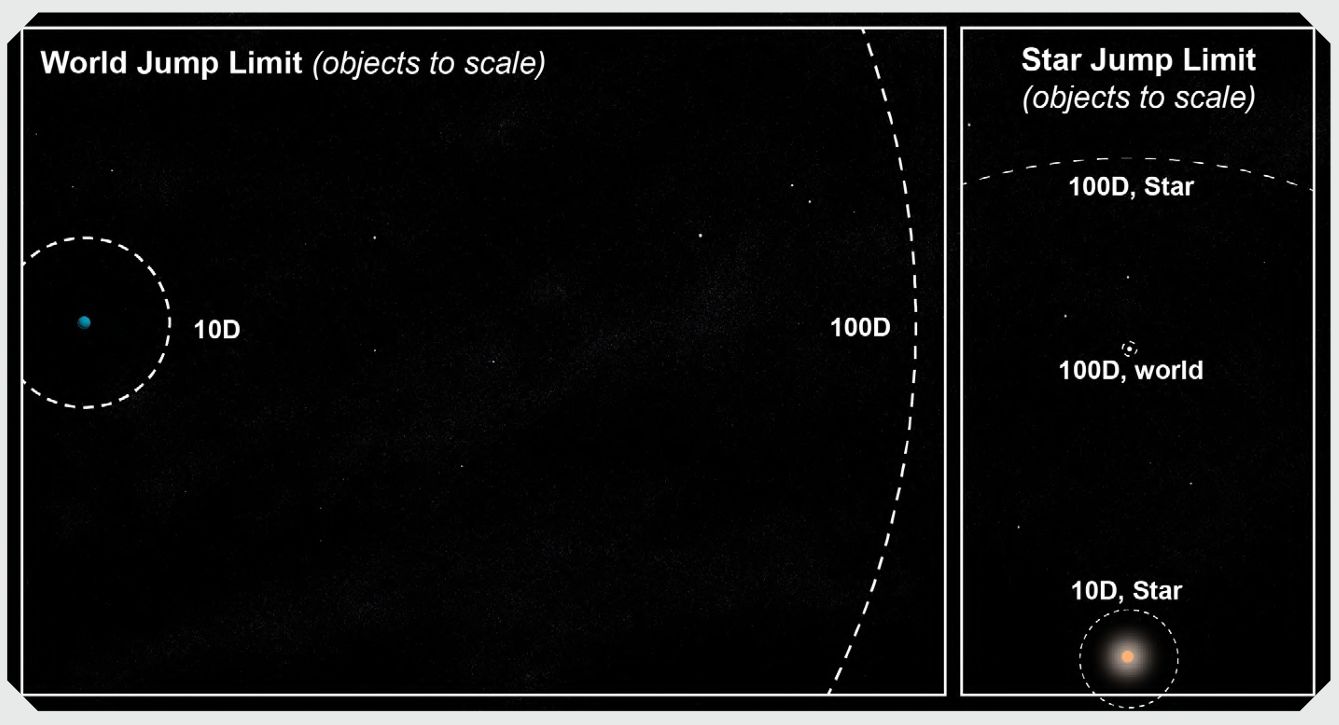 World Jump Limit (objects to scale)
10D
100D
Star Jump Limit
(objects to scale)
100D, Star
100D, world
10D, Star